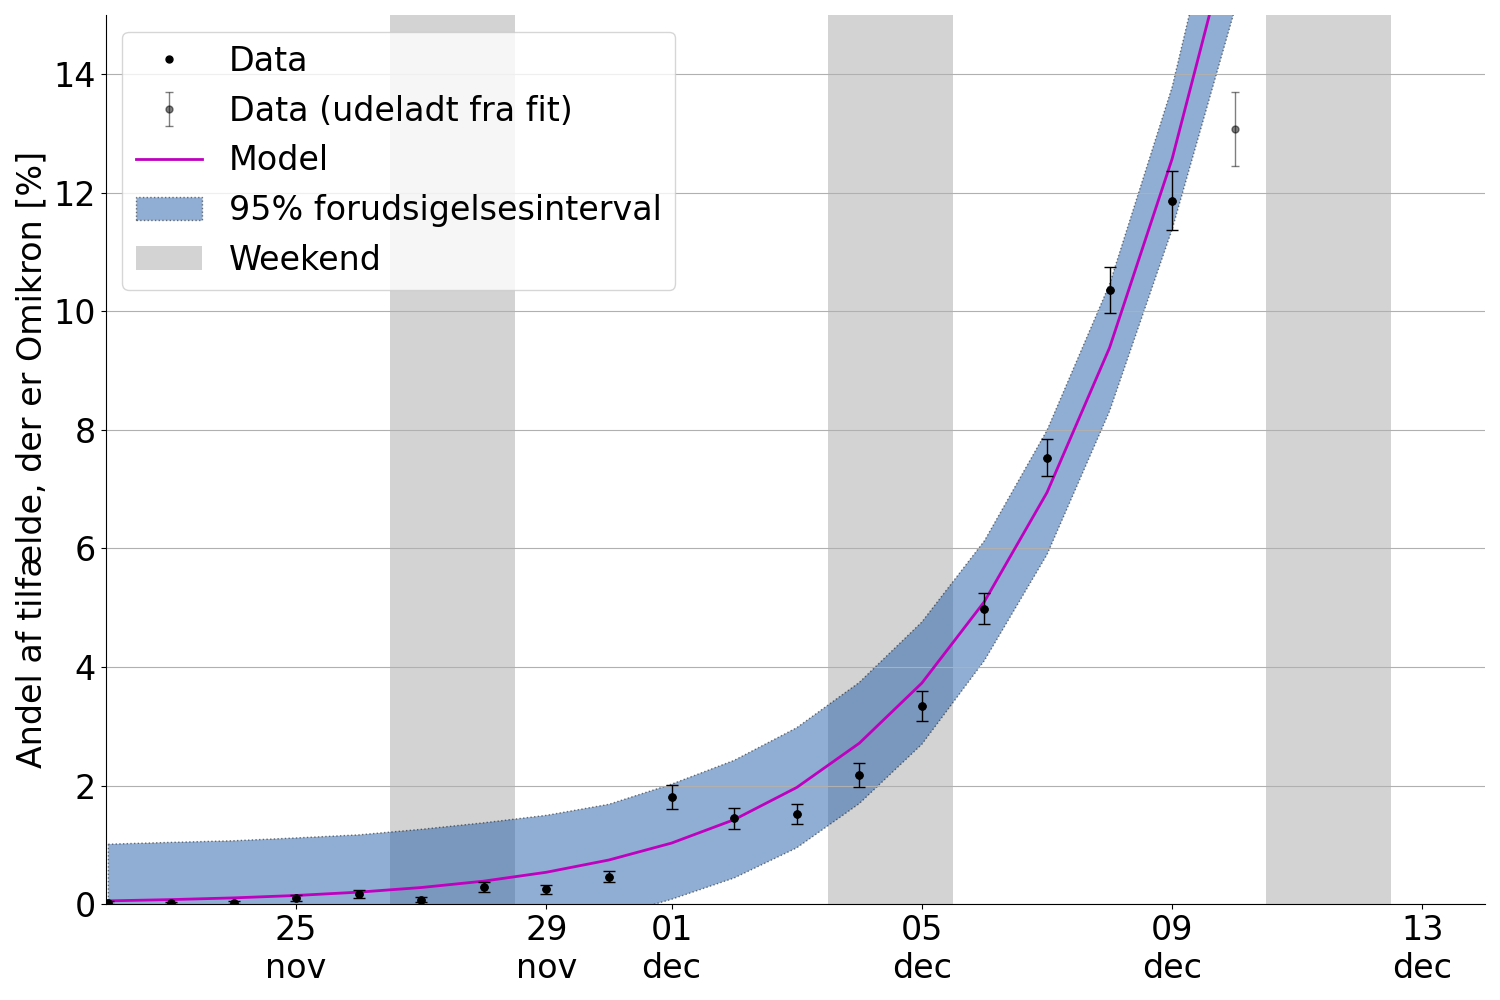 Andel af tilfælde, der er Omikron [%]
14
12
10
8
6
4
2
0
Data
Data (udeladt fra fit)
Model
95% forudsigelsesinterval
Weekend
25 29 01 05 09 13
nov nov dec dec dec dec